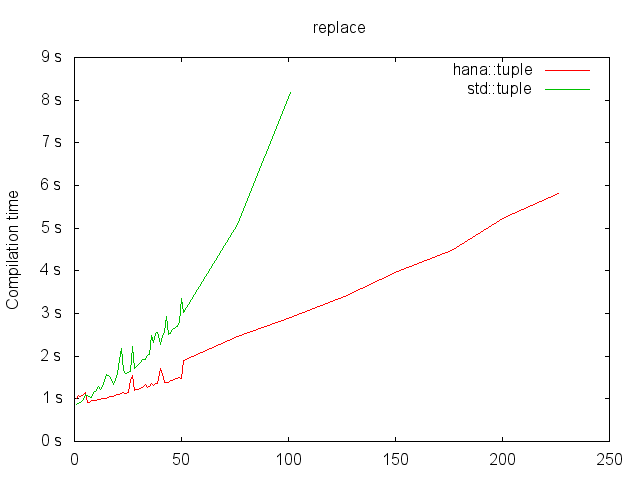 replace
9 s
8 s
7 s
6 s
5 s
4 s
3 s
2 s
1 s
0 s
Compilation time
hana::tuple
std::tuple
0 50 100 150 200 250